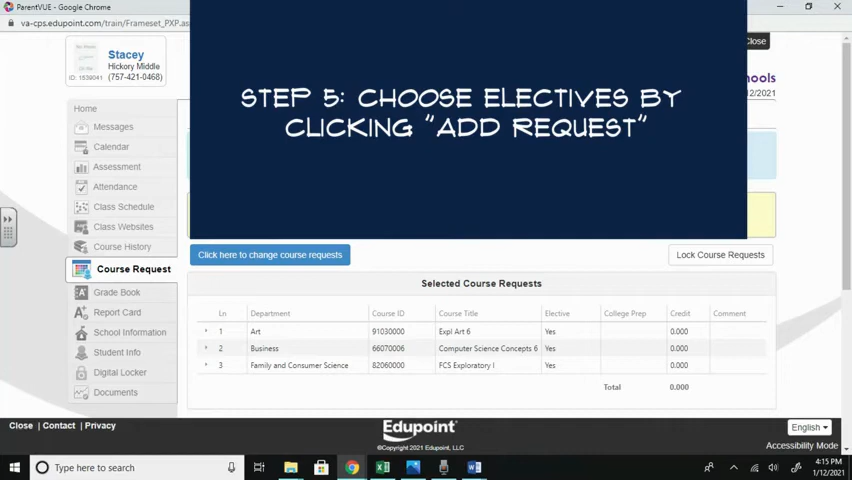 ParentVUE - Google Chrome
va-cps.edupoint.com/train/Frameset_PXP.as
STEP 5: CHOOSE ELECTIVES BY
CLICKING "ADD REQUEST"
lose
Stacey
Hickory Middle
ID: 1539041
(757-421-0468)
hools
/12/2021
Home
Messages
Calendar
Assessment
Attendance
Class Schedule
Class Websites
Course History
Course Request
Grade Book
Report Card
School Information
Student Info
Digital Locker
Documents
Click here to change course requests
Lock Course Requests
Selected Course Requests
Ln Department Course ID Course Title Elective College Prep Credit Comment
1 Art 91030000 Expl Art 6 Yes 0.000
2 Business 66070006 Computer Science Concepts 6 Yes 0.000
3 Family and Consumer Science 82060000 FCS Exploratory I Yes 0.000
Total 0.000
Close | Contact | Privacy
Edupoint
©Copyright 2021 Edupoint, LLC
English
Accessibility Mode
Type here to search
4:15 PM
1/12/2021